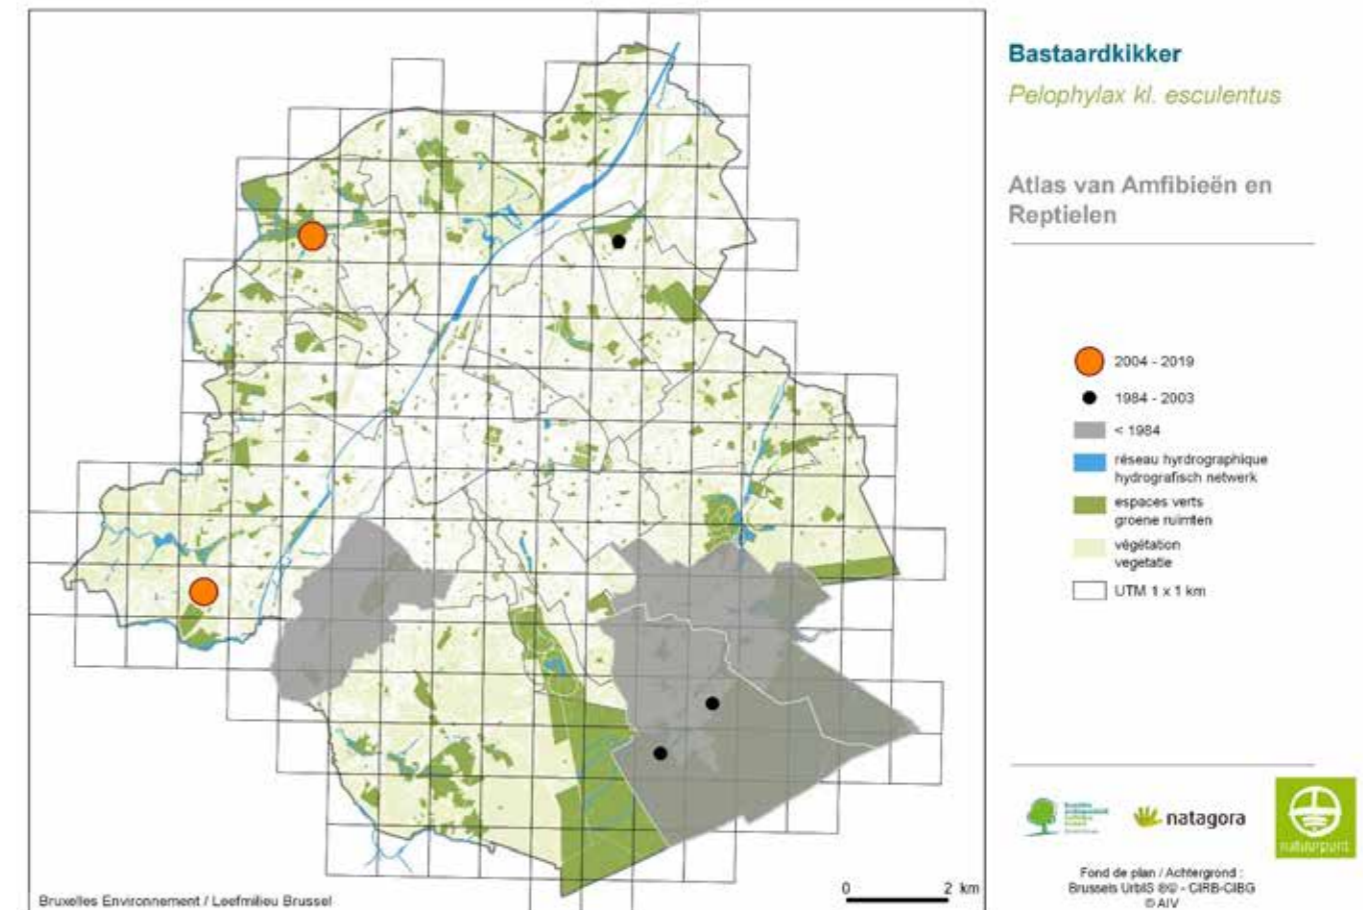 Bastaardkikker
Pelophylax kl. esculentus
Atlas van Amfibieën en
Reptielen
2004 - 2019
1984 - 2003
< 1984
réseau hyrdrographique
hydrografisch netwerk
espaces verts
groene ruimten
végétation
vegetatie
UTM 1 x 1 km
natagora
natuurpunt
Fond de plan / Achtergrond :
Brussels UrbIS ®© - CIRB-CIBG
© AIV
0 2 km
Bruxelles Environnement / Leefmilieu Brussel